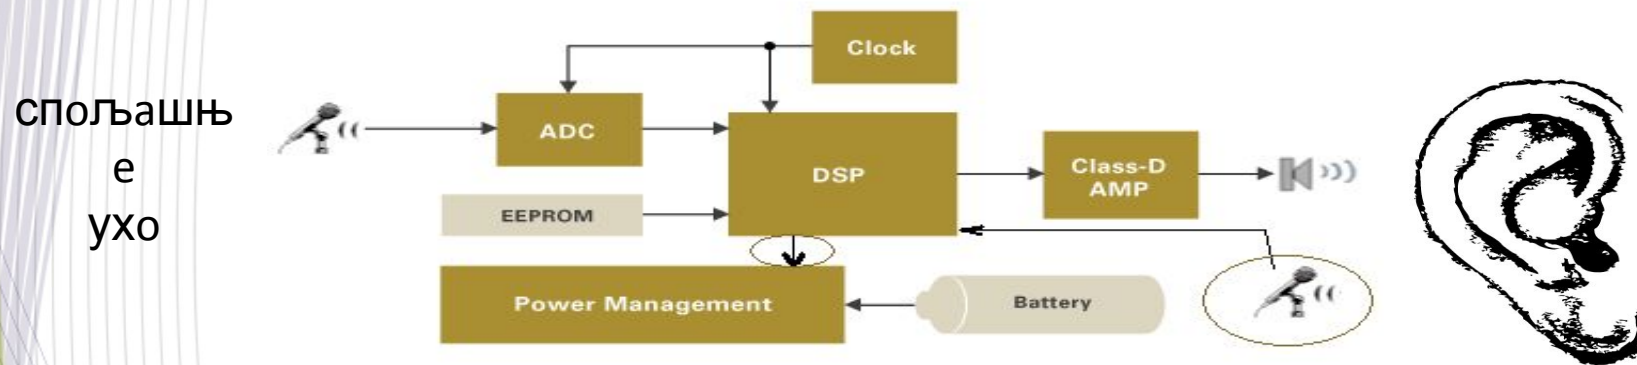 спољашњ
е
ухо
Clock
ADC
DSP
Class-D
AMP
EEPROM
Power Management
Battery